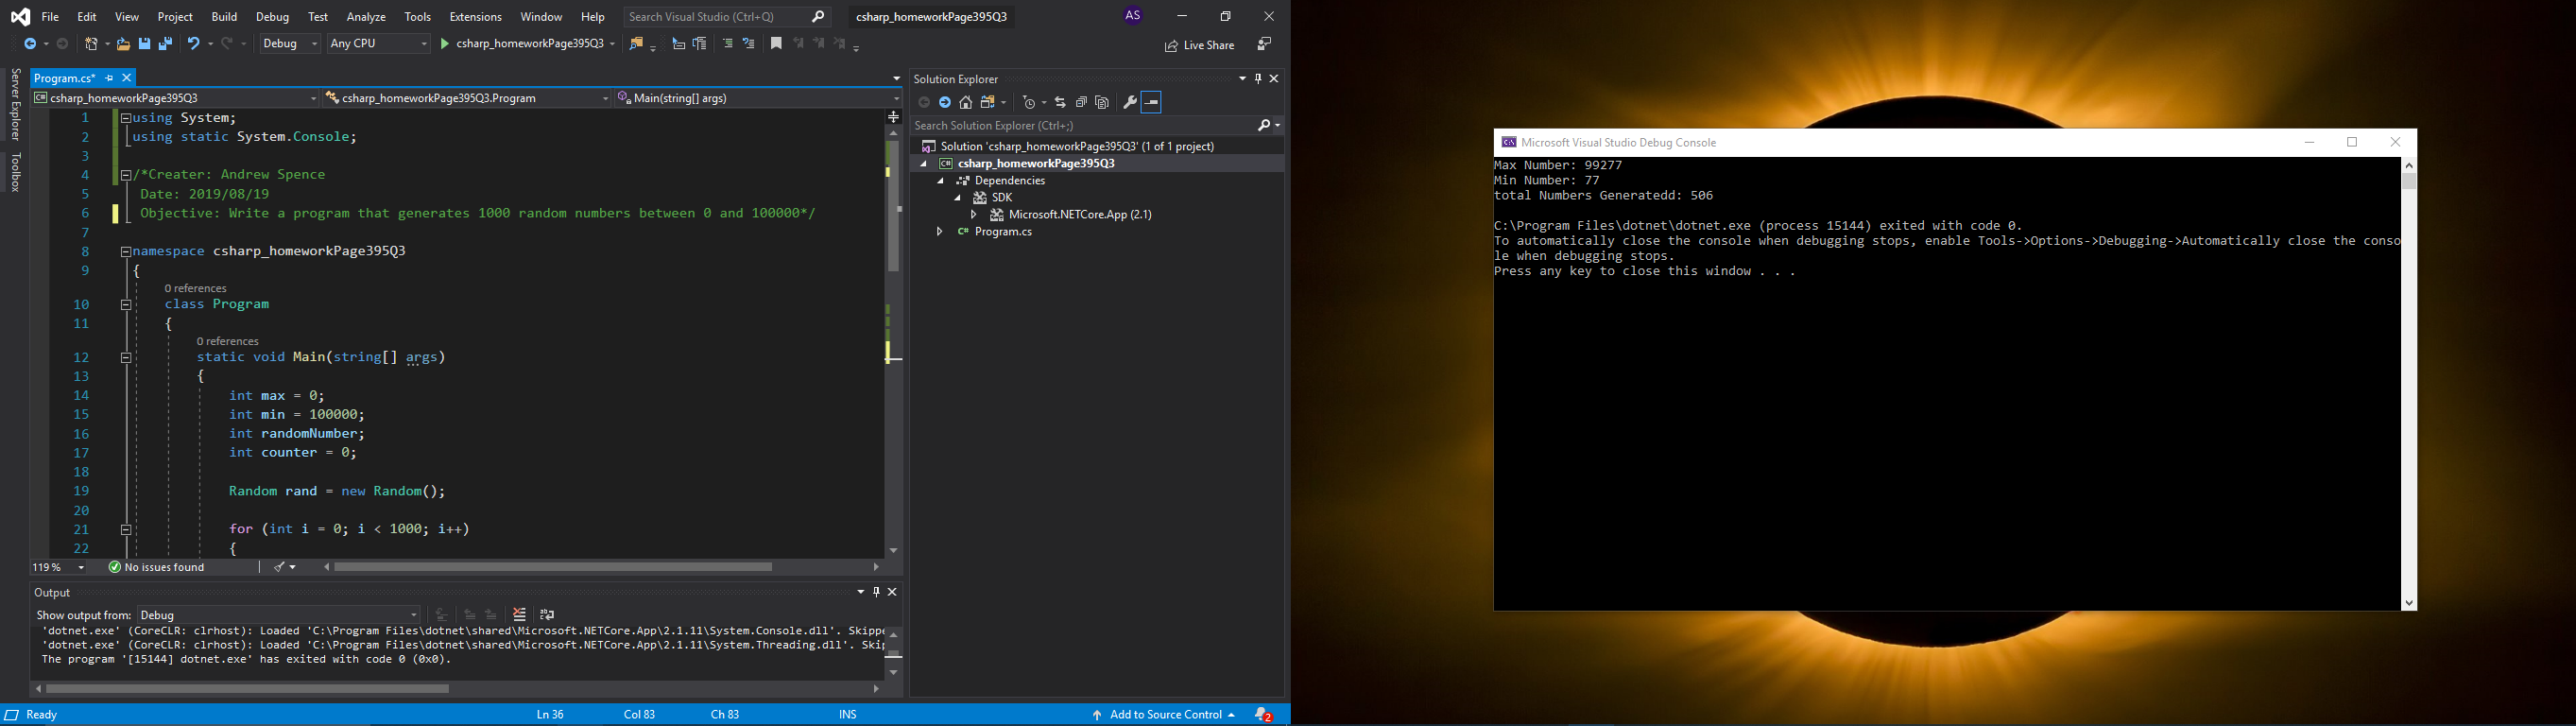 File Edit View Project Build Debug Test Analyze Tools Extensions Window Help Search Visual Studio (Ctrl+Q) csharp_homeworkPage395Q3 AS
Debug Any CPU csharp_homeworkPage395Q3 Live Share
Server Explorer
Toolbox
Program.cs*
csharp_homeworkPage395Q3 csharp_homeworkPage395Q3.Program Main(string[] args)
1 using System;
2 using static System.Console;
3
4 /*Creater: Andrew Spence
5 Date: 2019/08/19
6 Objective: Write a program that generates 1000 random numbers between 0 and 100000*/
7
8 namespace csharp_homeworkPage395Q3
9 {
0 references
10 class Program
11 {
0 references
12 static void Main(string[] args)
13 {
14 int max = 0;
15 int min = 100000;
16 int randomNumber;
17 int counter = 0;
18
19 Random rand = new Random();
20
21 for (int i = 0; i < 1000; i++)
22 {
119 % No issues found
Output
Show output from: Debug
'dotnet.exe' (CoreCLR: clrhost): Loaded 'C:\Program Files\dotnet\shared\Microsoft.NETCore.App\2.1.11\System.Console.dll'. Skippe
'dotnet.exe' (CoreCLR: clrhost): Loaded 'C:\Program Files\dotnet\shared\Microsoft.NETCore.App\2.1.11\System.Threading.dll'. Skip
The program '[15144] dotnet.exe' has exited with code 0 (0x0).
Solution Explorer
Search Solution Explorer (Ctrl+;)
Solution 'csharp_homeworkPage395Q3' (1 of 1 project)
C# csharp_homeworkPage395Q3
Dependencies
SDK
Microsoft.NETCore.App (2.1)
C# Program.cs
Ready Ln 36 Col 83 Ch 83 INS Add to Source Control 2
Microsoft Visual Studio Debug Console
Max Number: 99277
Min Number: 77
total Numbers Generatedd: 506
C:\Program Files\dotnet\dotnet.exe (process 15144) exited with code 0.
To automatically close the console when debugging stops, enable Tools->Options->Debugging->Automatically close the conso
le when debugging stops.
Press any key to close this window . . .